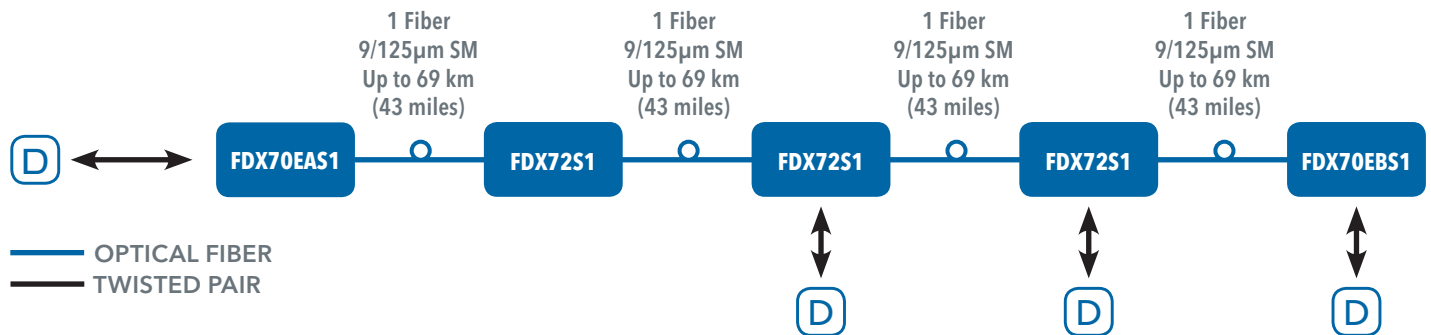 1 Fiber
9/125μm SM
Up to 69 km
(43 miles)
1 Fiber
9/125μm SM
Up to 69 km
(43 miles)
1 Fiber
9/125μm SM
Up to 69 km
(43 miles)
1 Fiber
9/125μm SM
Up to 69 km
(43 miles)
D
FDX70EAS1
FDX72S1
FDX72S1
FDX72S1
FDX70EBS1
OPTICAL FIBER
TWISTED PAIR
D
D
D